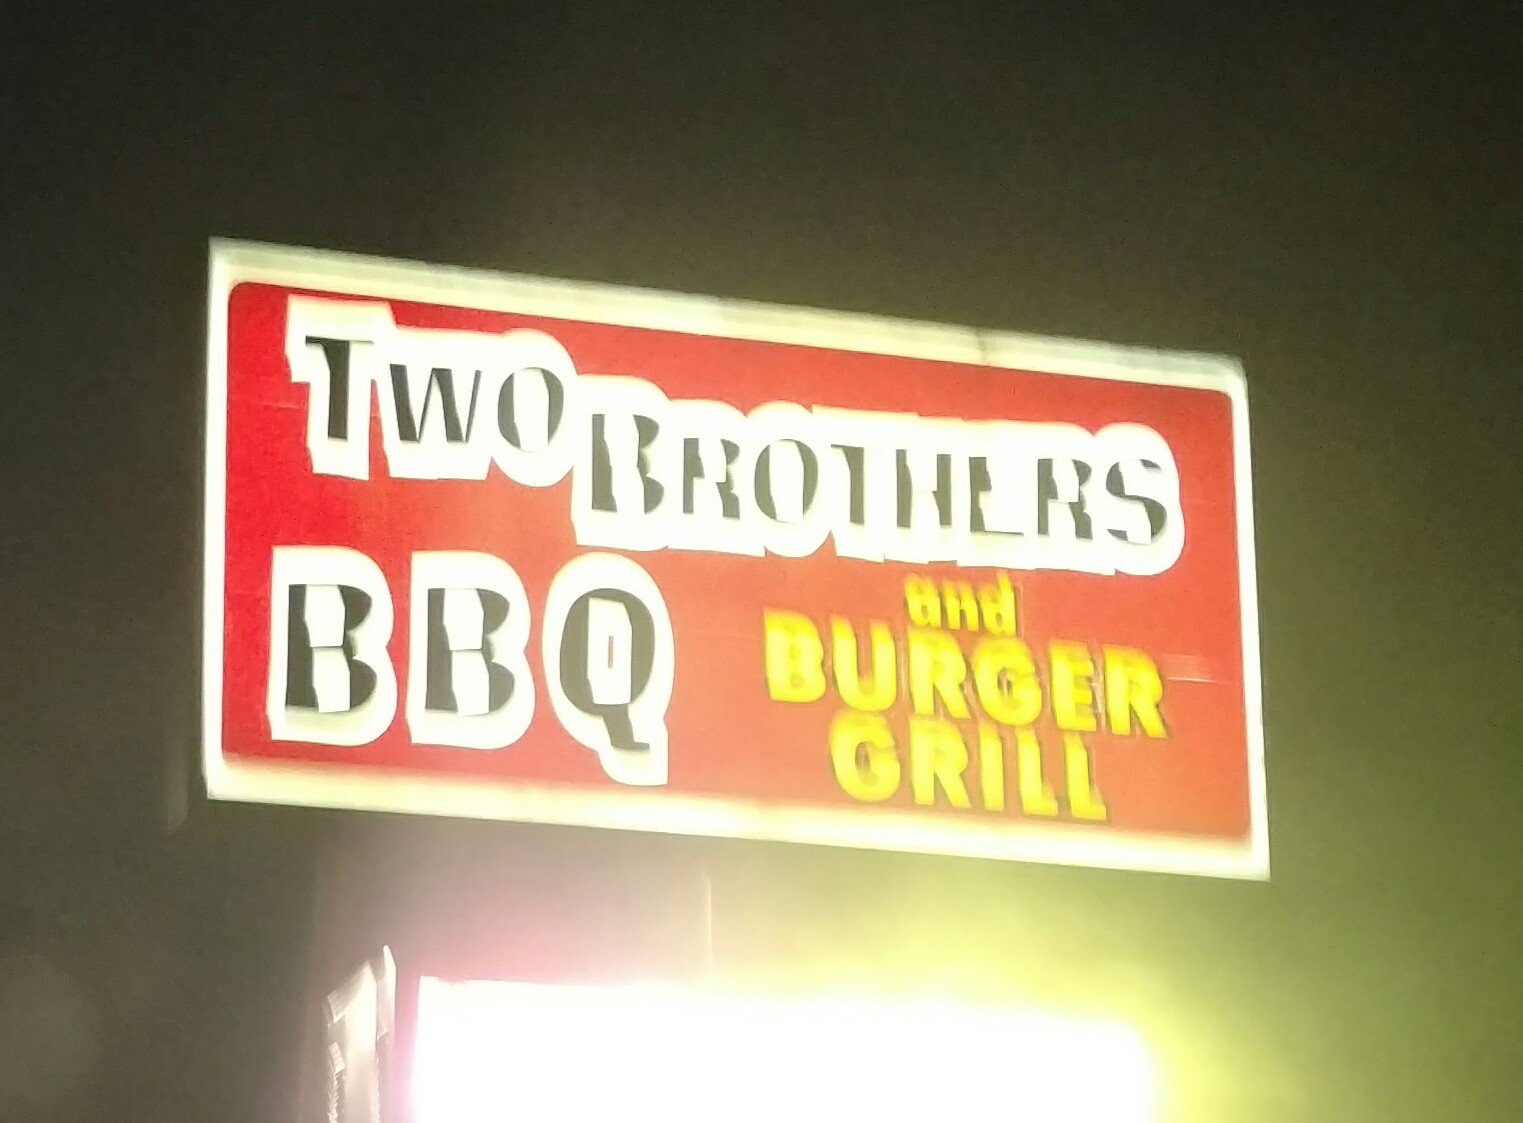 TWO BROTHERS
BBQ
and
BURGER
GRILL